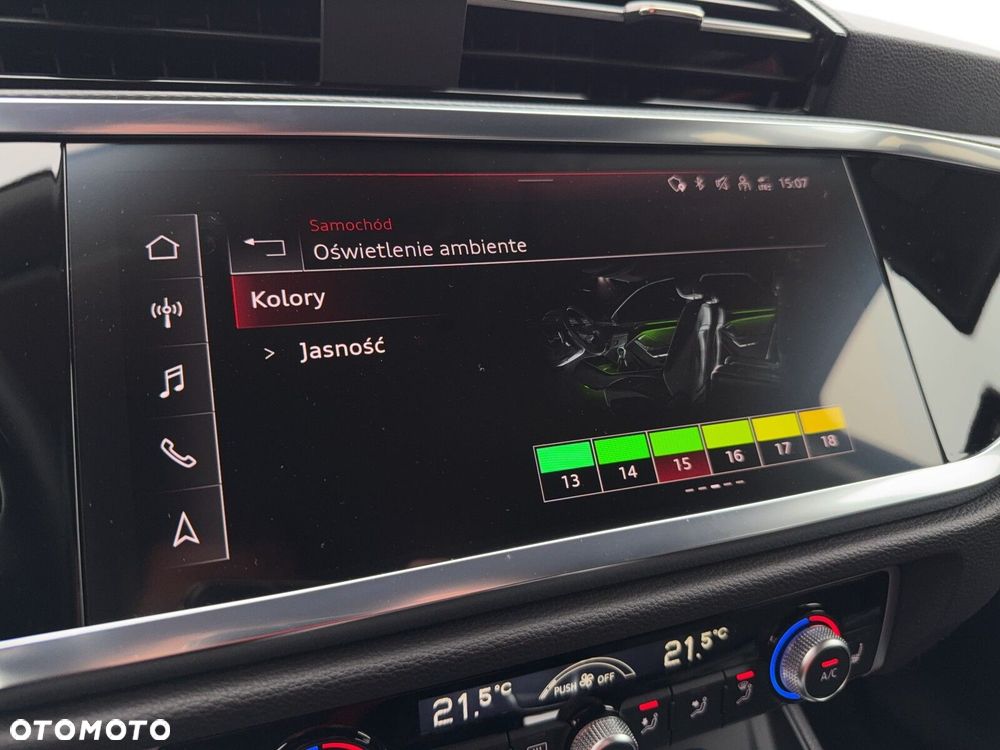 15:07
Samochód
Oświetlenie ambiente
Kolory
> Jasność
13 14 15 16 17 18
21.5°C
PUSH OFF
21.5°C
A/C
OTOMOTO